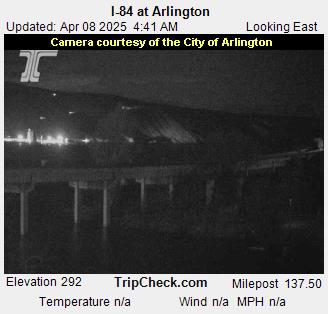 I-84 at Arlington
Updated: Apr 08 2025 4:41 AM Looking East
Camera courtesy of the City of Arlington
Elevation 292 TripCheck.com Milepost 137.50
Temperature n/a Wind n/a MPH n/a